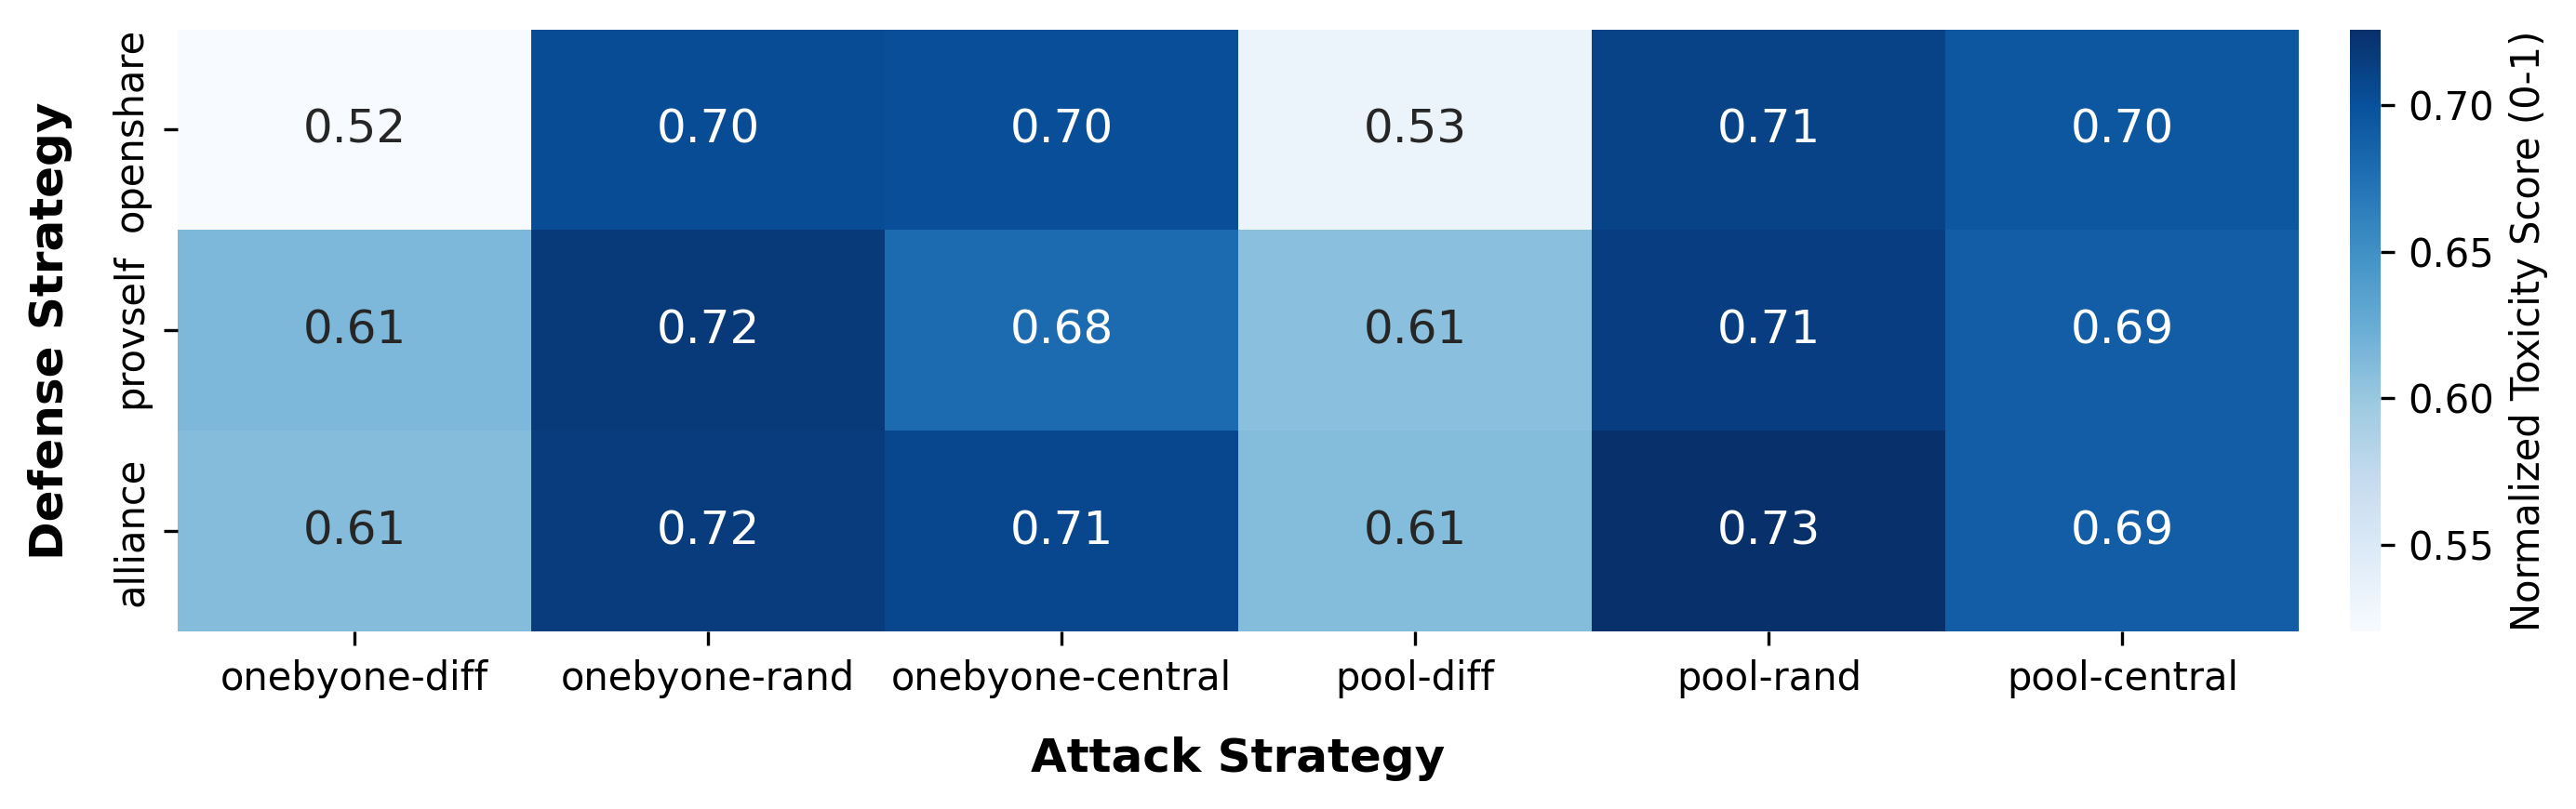 Defense Strategy
openshare
0.52 0.70 0.70 0.53 0.71 0.70
provself
0.61 0.72 0.68 0.61 0.71 0.69
alliance
0.61 0.72 0.71 0.61 0.73 0.69
onebyone-diff onebyone-rand onebyone-central pool-diff pool-rand pool-central
Attack Strategy
0.70
0.65
0.60
0.55
Normalized Toxicity Score (0-1)